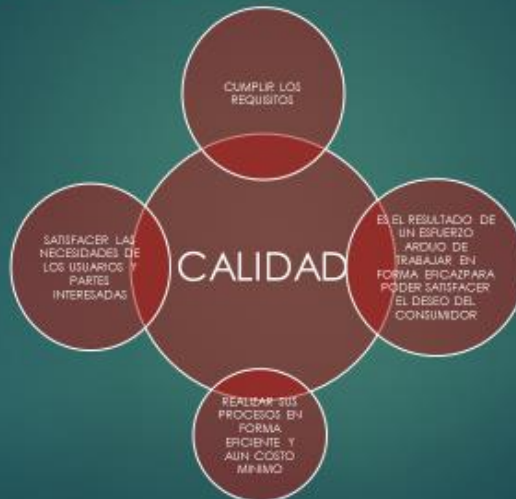 CUMPLIR LOS
REQUISITOS
SATISFACER LAS
NECESIDADES DE
LOS USUARIOS Y
PARTES
INTERESADAS
CALIDAD
ES EL RESULTADO DE
UN ESFUERZO
ARDUO DE
TRABAJAR EN
FORMA EFICAZPARA
PODER SATISFACER
EL DESEO DEL
CONSUMIDOR
REALIZAR SUS
PROCESOS EN
FORMA
EFICIENTE Y
AUN COSTO
MINIMO